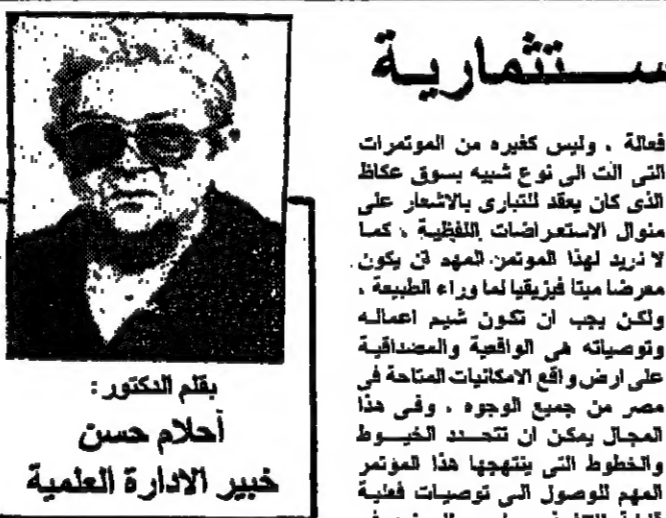 ســتثمارية
فعالة ، وليس كغيره من الموتمرات
التى الت الى نوع شبيه بسوق عكاظ
الذى كان يعقد للتبارى بالاشعار على
منوال الاستعراضات اللفظية ، كما
لا نريد لهذا الموتمر المهم ان يكون
معرضا ميتا فيزيقيا لما وراء الطبيعة ،
ولكن يجب ان تكون شيم اعماله
وتوصياته هى الواقعية والمصداقية
على ارض واقع الامكانيات المتاحة فى
مصر من جميع الوجوه ، وفى هذا
المجال يمكن ان تتحدد الخيوط
والخطوط التى ينتهجها هذا المؤتمر
المهم للوصول الى توصيات فعلية
بقلم الدكتور :
أحلام حسن
خبير الادارة العلمية